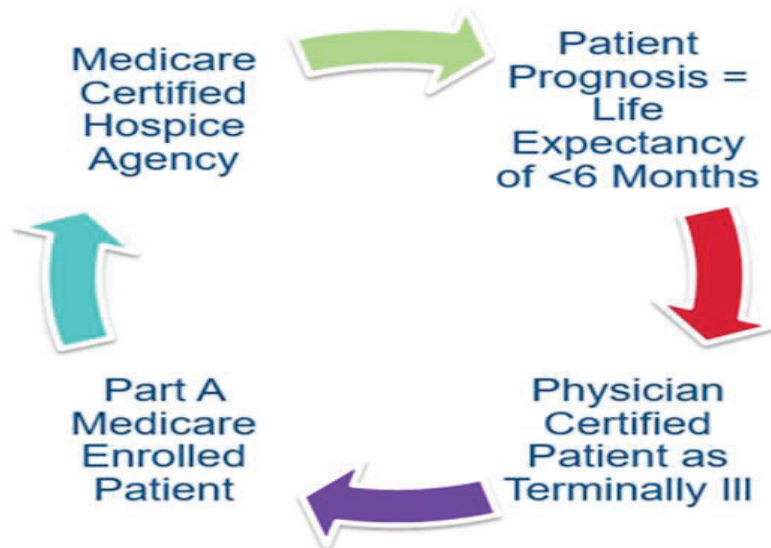 Medicare
Certified
Hospice
Agency
Patient
Prognosis =
Life
Expectancy
of <6 Months
Physician
Certified
Patient as
Terminally Ill
Part A
Medicare
Enrolled
Patient